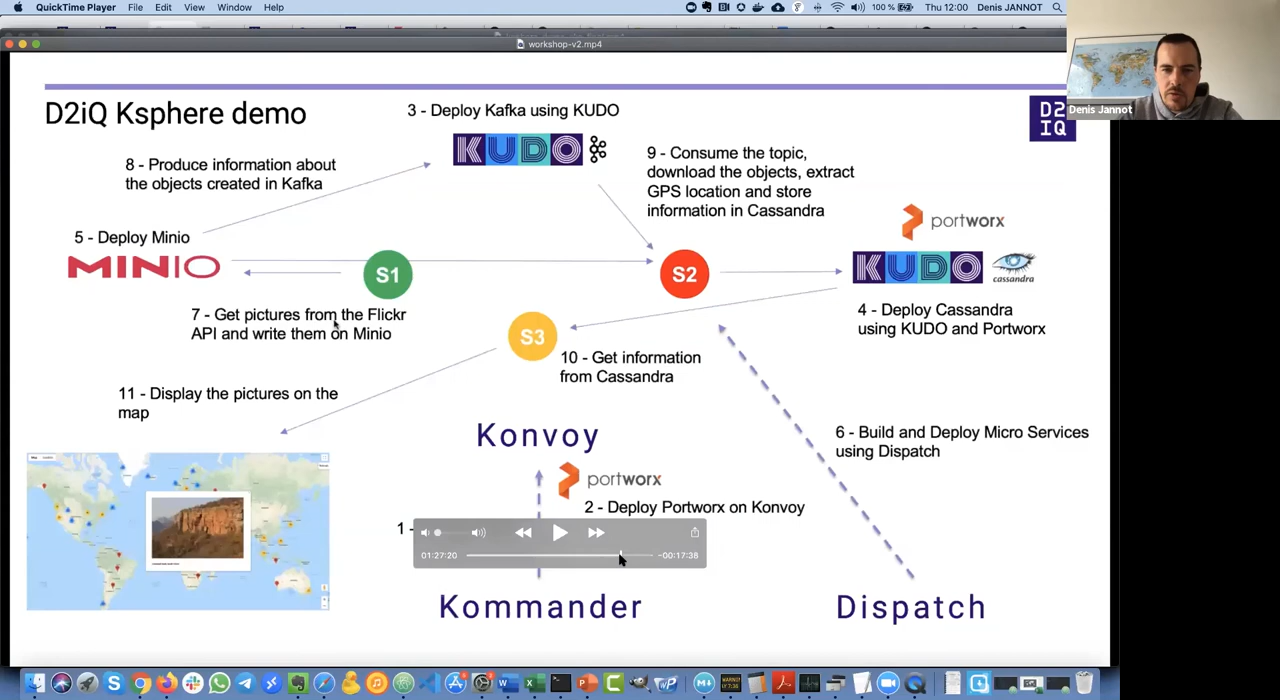 QuickTime Player File Edit View Window Help
100 % Thu 12:00 Denis JANNOT
workshop-v2.mp4
Denis Jannot
D2iQ Ksphere demo
D2
IQ
3 - Deploy Kafka using KUDO
KUDO
8 - Produce information about
the objects created in Kafka
9 - Consume the topic,
download the objects, extract
GPS location and store
information in Cassandra
5 - Deploy Minio
MINIO
S1
S2
portworx
KUDO
cassandra
7 - Get pictures from the Flickr
API and write them on Minio
4 - Deploy Cassandra
using KUDO and Portworx
S3
10 - Get information
from Cassandra
11 - Display the pictures on the
map
Konvoy
6 - Build and Deploy Micro Services
using Dispatch
portworx
2 - Deploy Portworx on Konvoy
1 -
01:27:20 -00:17:38
Kommander
Dispatch